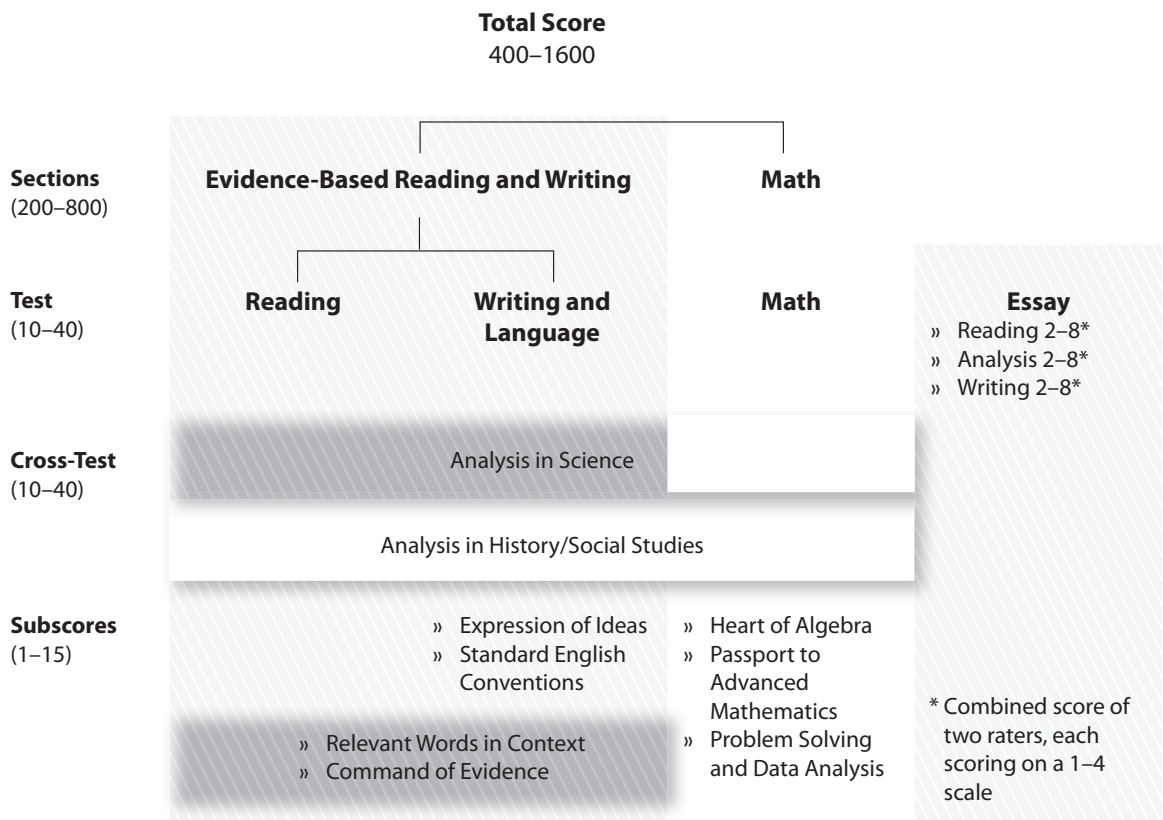 Total Score
400–1600
Sections
(200–800)
Evidence-Based Reading and Writing
Math
Test
(10–40)
Reading
Writing and
Language
Math
Essay
» Reading 2–8*
» Analysis 2–8*
» Writing 2–8*
Cross-Test
(10–40)
Analysis in Science
Analysis in History/Social Studies
Subscores
(1–15)
» Expression of Ideas
» Standard English
Conventions
» Relevant Words in Context
» Command of Evidence
» Heart of Algebra
» Passport to
Advanced
Mathematics
» Problem Solving
and Data Analysis
* Combined score of
two raters, each
scoring on a 1–4
scale